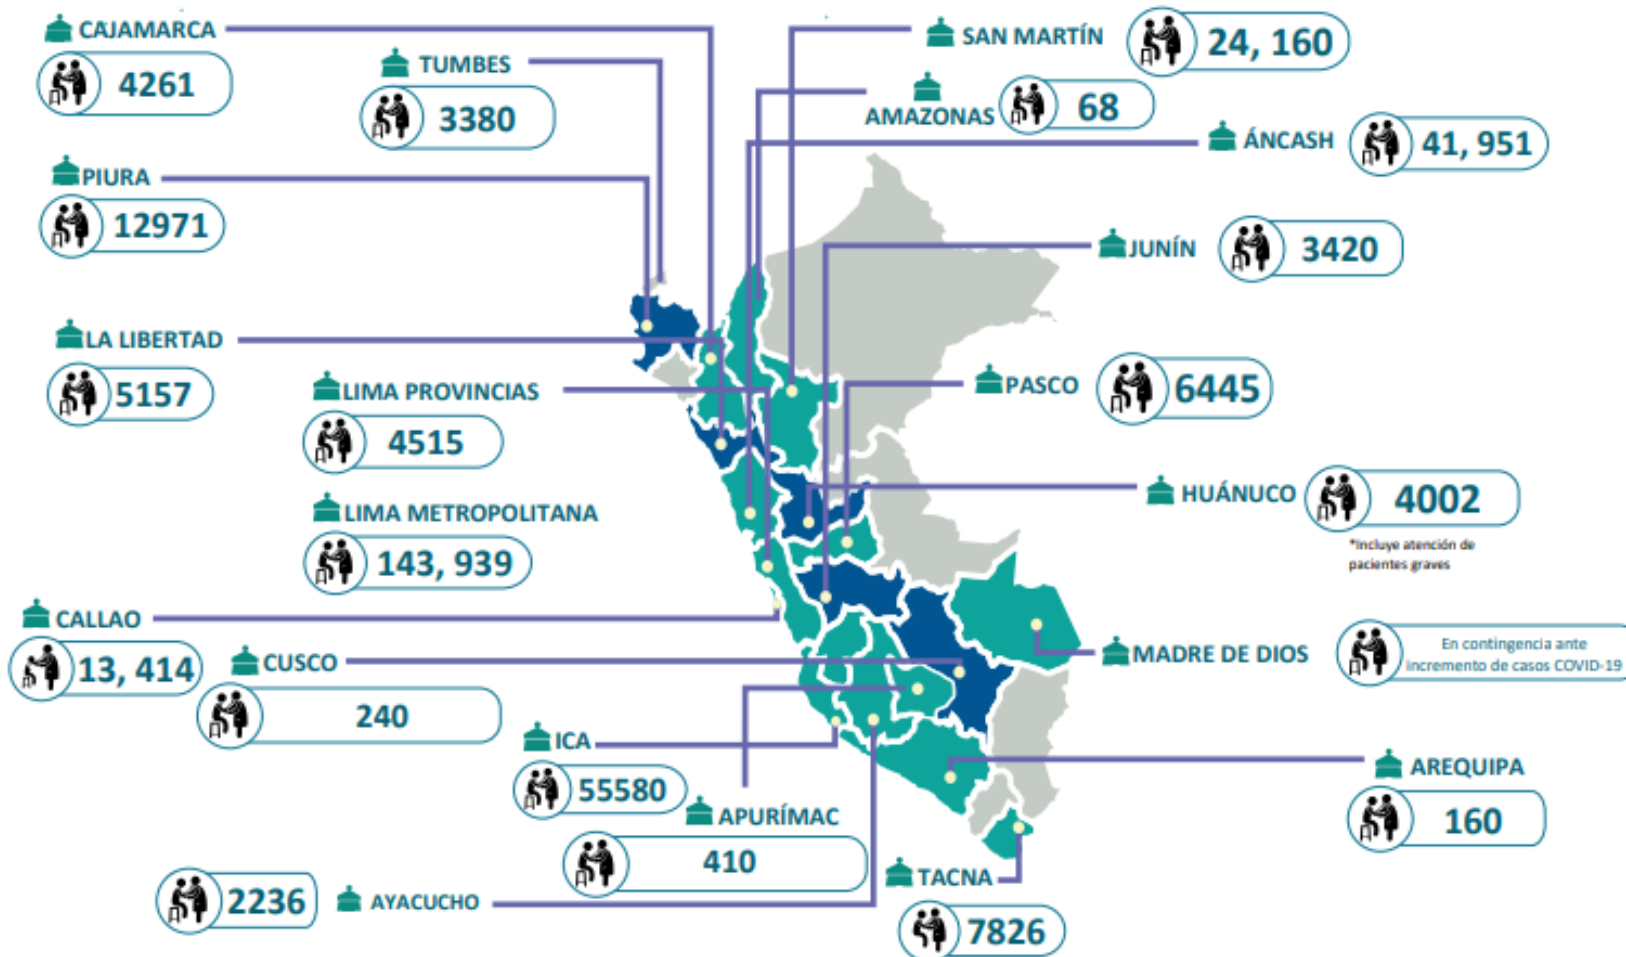 CAJAMARCA
4261
TUMBES
3380
SAN MARTÍN
24, 160
AMAZONAS
68
ÁNCASH
41, 951
PIURA
12971
JUNÍN
3420
LA LIBERTAD
5157
LIMA PROVINCIAS
4515
PASCO
6445
LIMA METROPOLITANA
143, 939
HUÁNUCO
4002
*Incluye atención de
pacientes graves
CALLAO
13, 414
CUSCO
240
MADRE DE DIOS
En contingencia ante
incremento de casos COVID-19
ICA
55580
APURÍMAC
410
AREQUIPA
160
2236
AYACUCHO
TACNA
7826